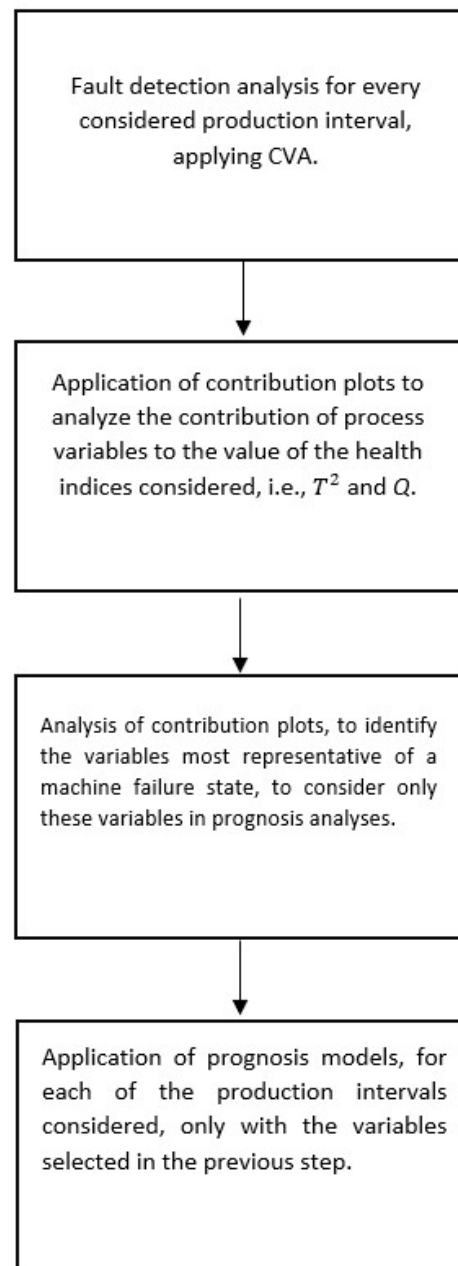 Fault detection analysis for every
considered production interval,
applying CVA.
Application of contribution plots to
analyze the contribution of process
variables to the value of the health
indices considered, i.e., T² and Q.
Analysis of contribution plots, to identify
the variables most representative of a
machine failure state, to consider only
these variables in prognosis analyses.
Application of prognosis models, for
each of the production intervals
considered, only with the variables
selected in the previous step.